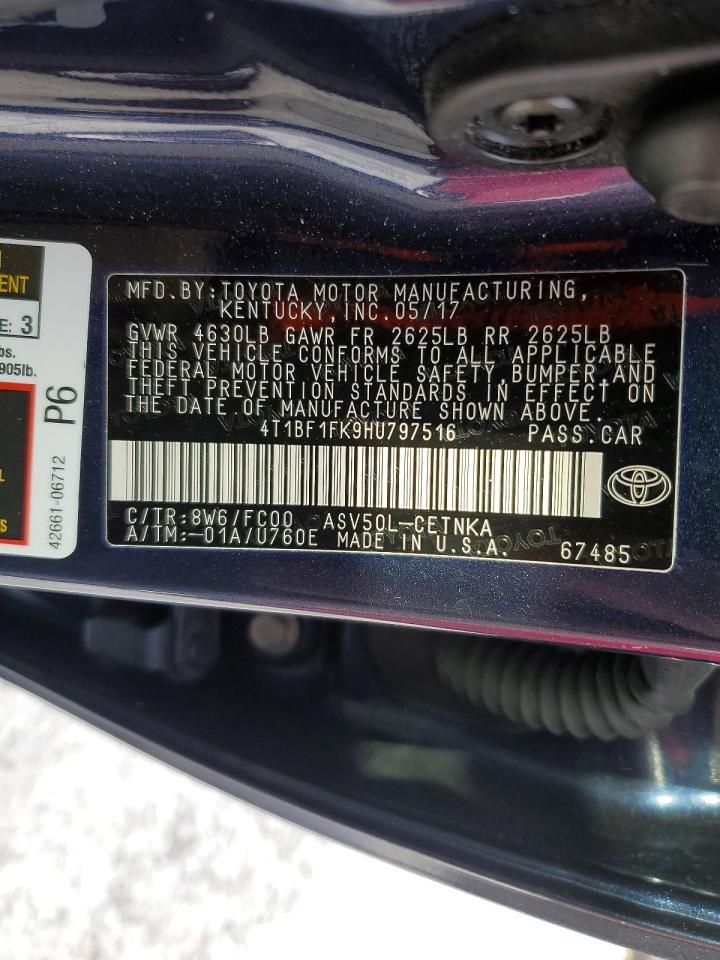 MFD.BY:TOYOTA MOTOR MANUFACTURING,
KENTUCKY,INC.05/17
GVWR 4630LB GAWR FR 2625LB RR 2625LB
THIS VEHICLE CONFORMS TO ALL APPLICABLE
FEDERAL MOTOR VEHICLE SAFETY,BUMPER,AND
THEFT PREVENTION STANDARDS IN EFFECT ON
THE DATE OF MANUFACTURE SHOWN ABOVE.
4T1BF1FK9HU797516 PASS.CAR
C/TR:8W6/FC00 ASV50L-CETNKA
A/TM:-01A/U760E MADE IN U.S.A. 67485
E: 3
905lb.
P6
42661-06712